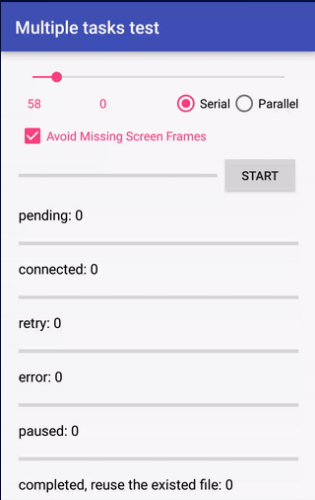 Multiple tasks test
58 0 Serial Parallel
Avoid Missing Screen Frames
START
pending: 0
connected: 0
retry: 0
error: 0
paused: 0
completed, reuse the existed file: 0